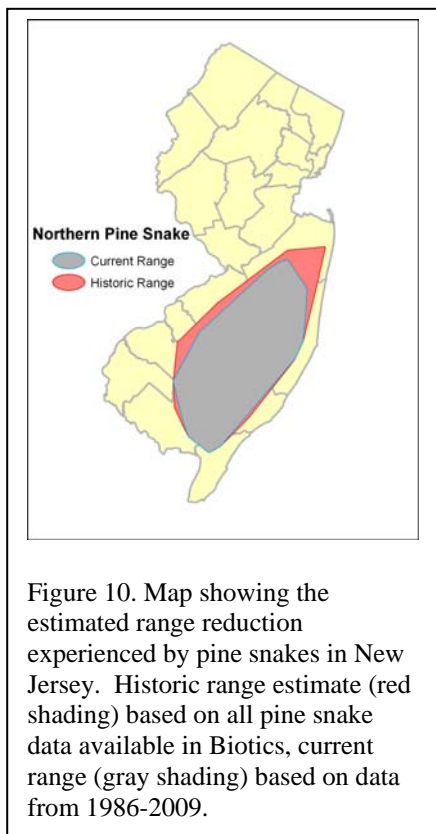 Northern Pine Snake
Current Range
Historic Range
Figure 10. Map showing the
estimated range reduction
experienced by pine snakes in New
Jersey. Historic range estimate (red
shading) based on all pine snake
data available in Biotics, current
range (gray shading) based on data
from 1986-2009.